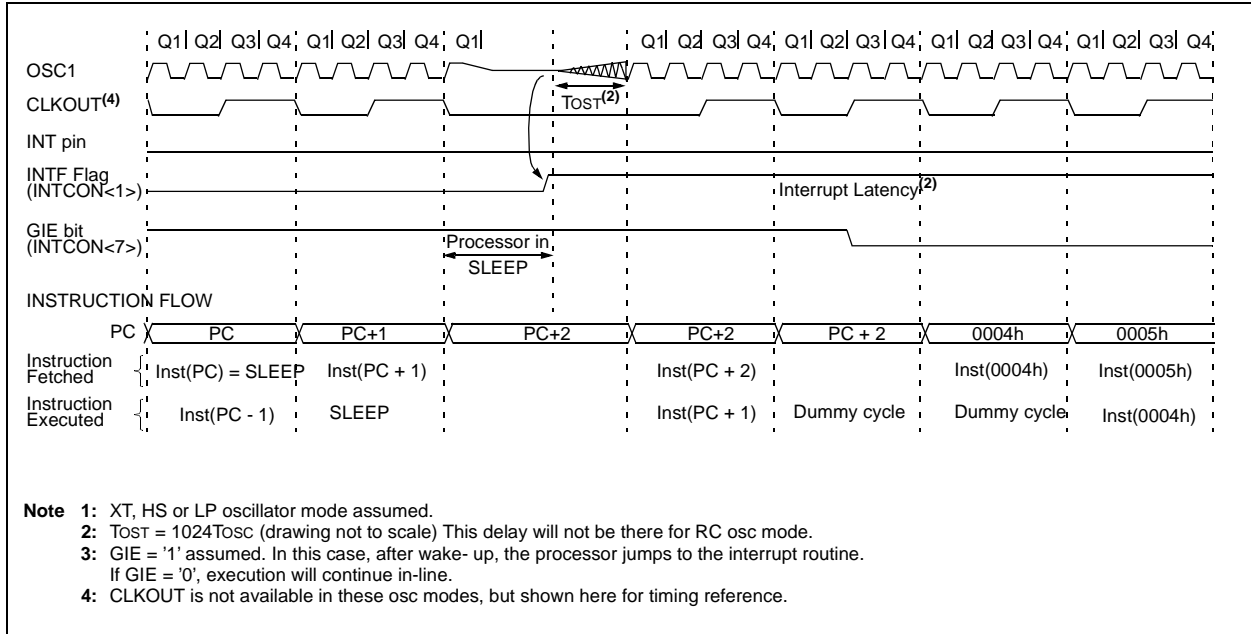 Q1 Q2 Q3 Q4 Q1 Q2 Q3 Q4 Q1 Q1 Q2 Q3 Q4 Q1 Q2 Q3 Q4 Q1 Q2 Q3 Q4 Q1 Q2 Q3 Q4
OSC1
CLKOUT(4)
TOST(2)
INT pin
INTF Flag
(INTCON<1>)
Interrupt Latency(2)
GIE bit
(INTCON<7>)
Processor in
SLEEP
INSTRUCTION FLOW
PC PC PC+1 PC+2 PC+2 PC + 2 0004h 0005h
Instruction
Fetched
Inst(PC) = SLEEP Inst(PC + 1) Inst(PC + 2) Inst(0004h) Inst(0005h)
Instruction
Executed
Inst(PC - 1) SLEEP Inst(PC + 1) Dummy cycle Dummy cycle Inst(0004h)
Note 1: XT, HS or LP oscillator mode assumed.
2: TOST = 1024TOSC (drawing not to scale) This delay will not be there for RC osc mode.
3: GIE = '1' assumed. In this case, after wake- up, the processor jumps to the interrupt routine.
If GIE = '0', execution will continue in-line.
4: CLKOUT is not available in these osc modes, but shown here for timing reference.